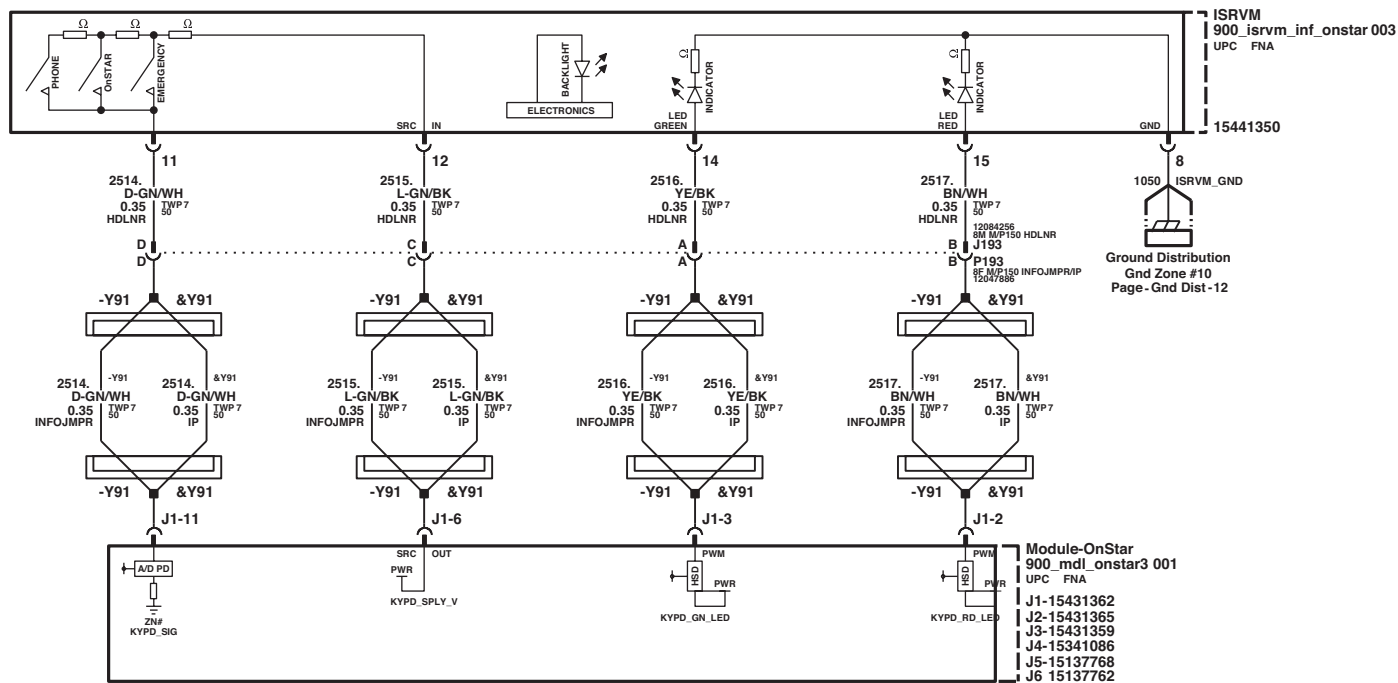 ISRVM
900_isrvm_inf_onstar 003
UPC FNA
15441350
Ω Ω Ω
PHONE
OnSTAR
EMERGENCY
BACKLIGHT
ELECTRONICS
Ω
INDICATOR
Ω
INDICATOR
SRC IN
LED
GREEN
LED
RED
GND
11
12
14
15
8
2514.
D-GN/WH
0.35
HDLNR
TWP 7
50
2515.
L-GN/BK
0.35
HDLNR
TWP 7
50
2516.
YE/BK
0.35
HDLNR
TWP 7
50
2517.
BN/WH
0.35
HDLNR
TWP 7
50
1050 ISRVM_GND
Ground Distribution
Gnd Zone #10
Page - Gnd Dist - 12
D
D
C
C
A
A
B
B
12084256
8M M/P150 HDLNR
J193
P193
8F M/P150 INFOJMPR/IP
12047886
-Y91 &Y91
-Y91 &Y91
-Y91 &Y91
-Y91 &Y91
2514. -Y91
D-GN/WH
0.35 TWP 7
INFOJMPR 50
2514. &Y91
D-GN/WH
0.35 TWP 7
IP 50
2515. -Y91
L-GN/BK
0.35 TWP 7
INFOJMPR 50
2515. &Y91
L-GN/BK
0.35 TWP 7
IP 50
2516. -Y91
YE/BK
0.35 TWP 7
INFOJMPR 50
2516. &Y91
YE/BK
0.35 TWP 7
IP 50
2517. -Y91
BN/WH
0.35 TWP 7
INFOJMPR 50
2517. &Y91
BN/WH
0.35 TWP 7
IP 50
-Y91 &Y91
-Y91 &Y91
-Y91 &Y91
-Y91 &Y91
J1-11
J1-6
J1-3
J1-2
A/D PD
ZN#
KYPD_SIG
SRC OUT
PWR
KYPD_SPLY_V
PWM
HSD
PWR
KYPD_GN_LED
PWM
HSD
PWR
KYPD_RD_LED
Module-OnStar
900_mdl_onstar3 001
UPC FNA
J1-15431362
J2-15431365
J3-15431359
J4-15341086
J5-15137768
J6 15137762